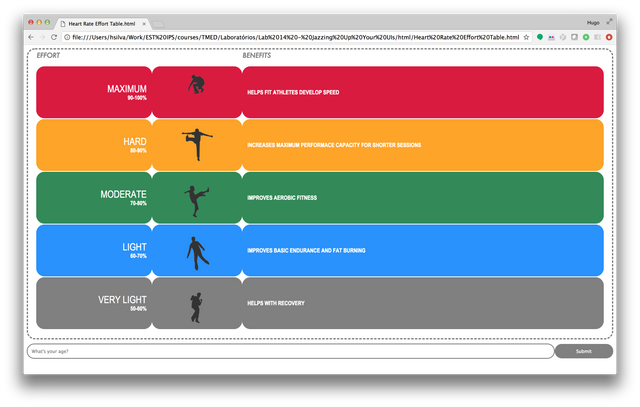 Heart Rate Effort Table.html
Hugo
file:///Users/hsilva/Work/EST%20IPS/courses/TMED/Laboratórios/Lab%2014%20-%20Jazzing%20Up%20Your%20UIs/html/Heart%20Rate%20Effort%20Table.html
EFFORT BENEFITS
MAXIMUM
90-100%
HELPS FIT ATHLETES DEVELOP SPEED
HARD
80-90%
INCREASES MAXIMUM PERFORMACE CAPACITY FOR SHORTER SESSIONS
MODERATE
70-80%
IMPROVES AEROBIC FITNESS
LIGHT
60-70%
IMPROVES BASIC ENDURANCE AND FAT BURNING
VERY LIGHT
50-60%
HELPS WITH RECOVERY
What's your age? Submit